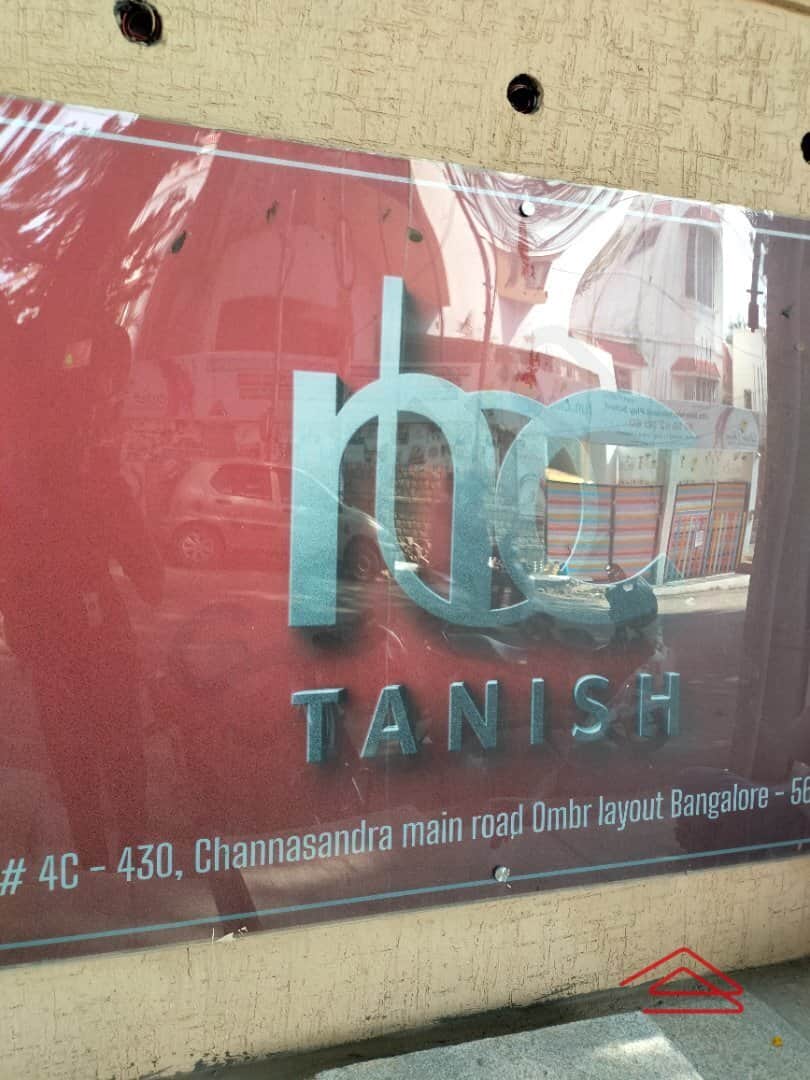 TANISH
# 4C - 430, Channasandra main road Ombr layout Bangalore - 56